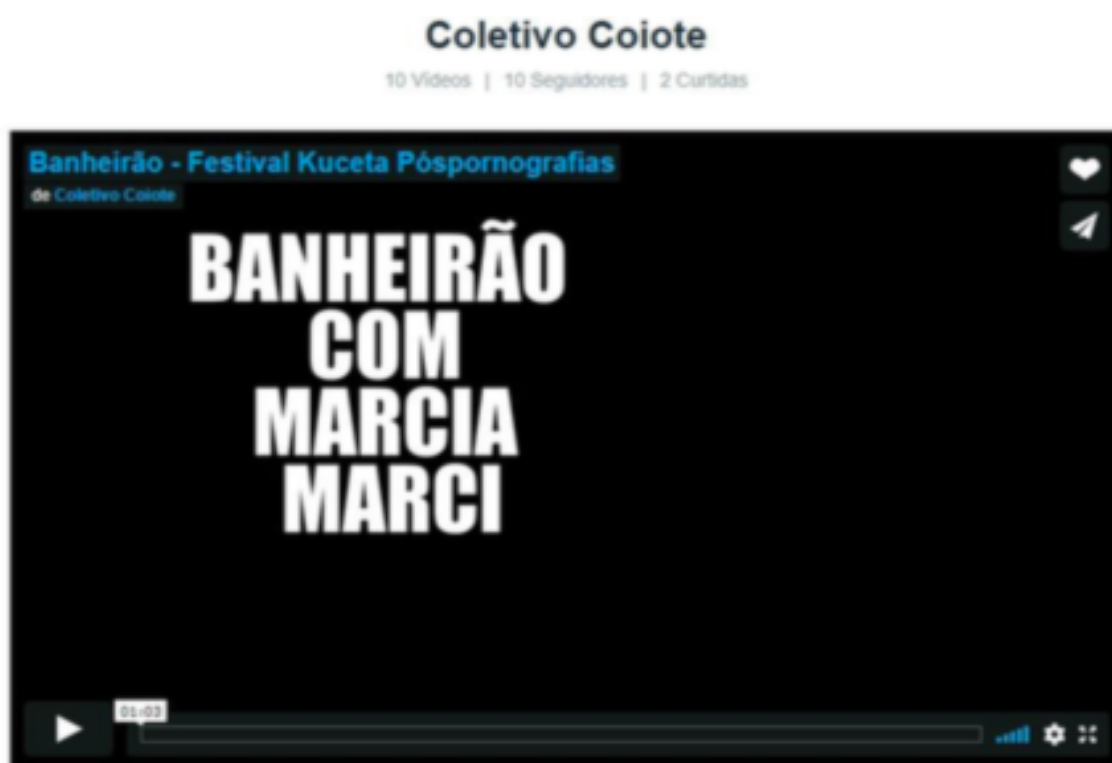 Coletivo Coiote
10 Vídeos | 10 Seguidores | 2 Curtidas
Banheirão - Festival Kuceta Póspornografias
de Coletivo Coiote
BANHEIRÃO
COM
MARCIA
MARCI
01:03